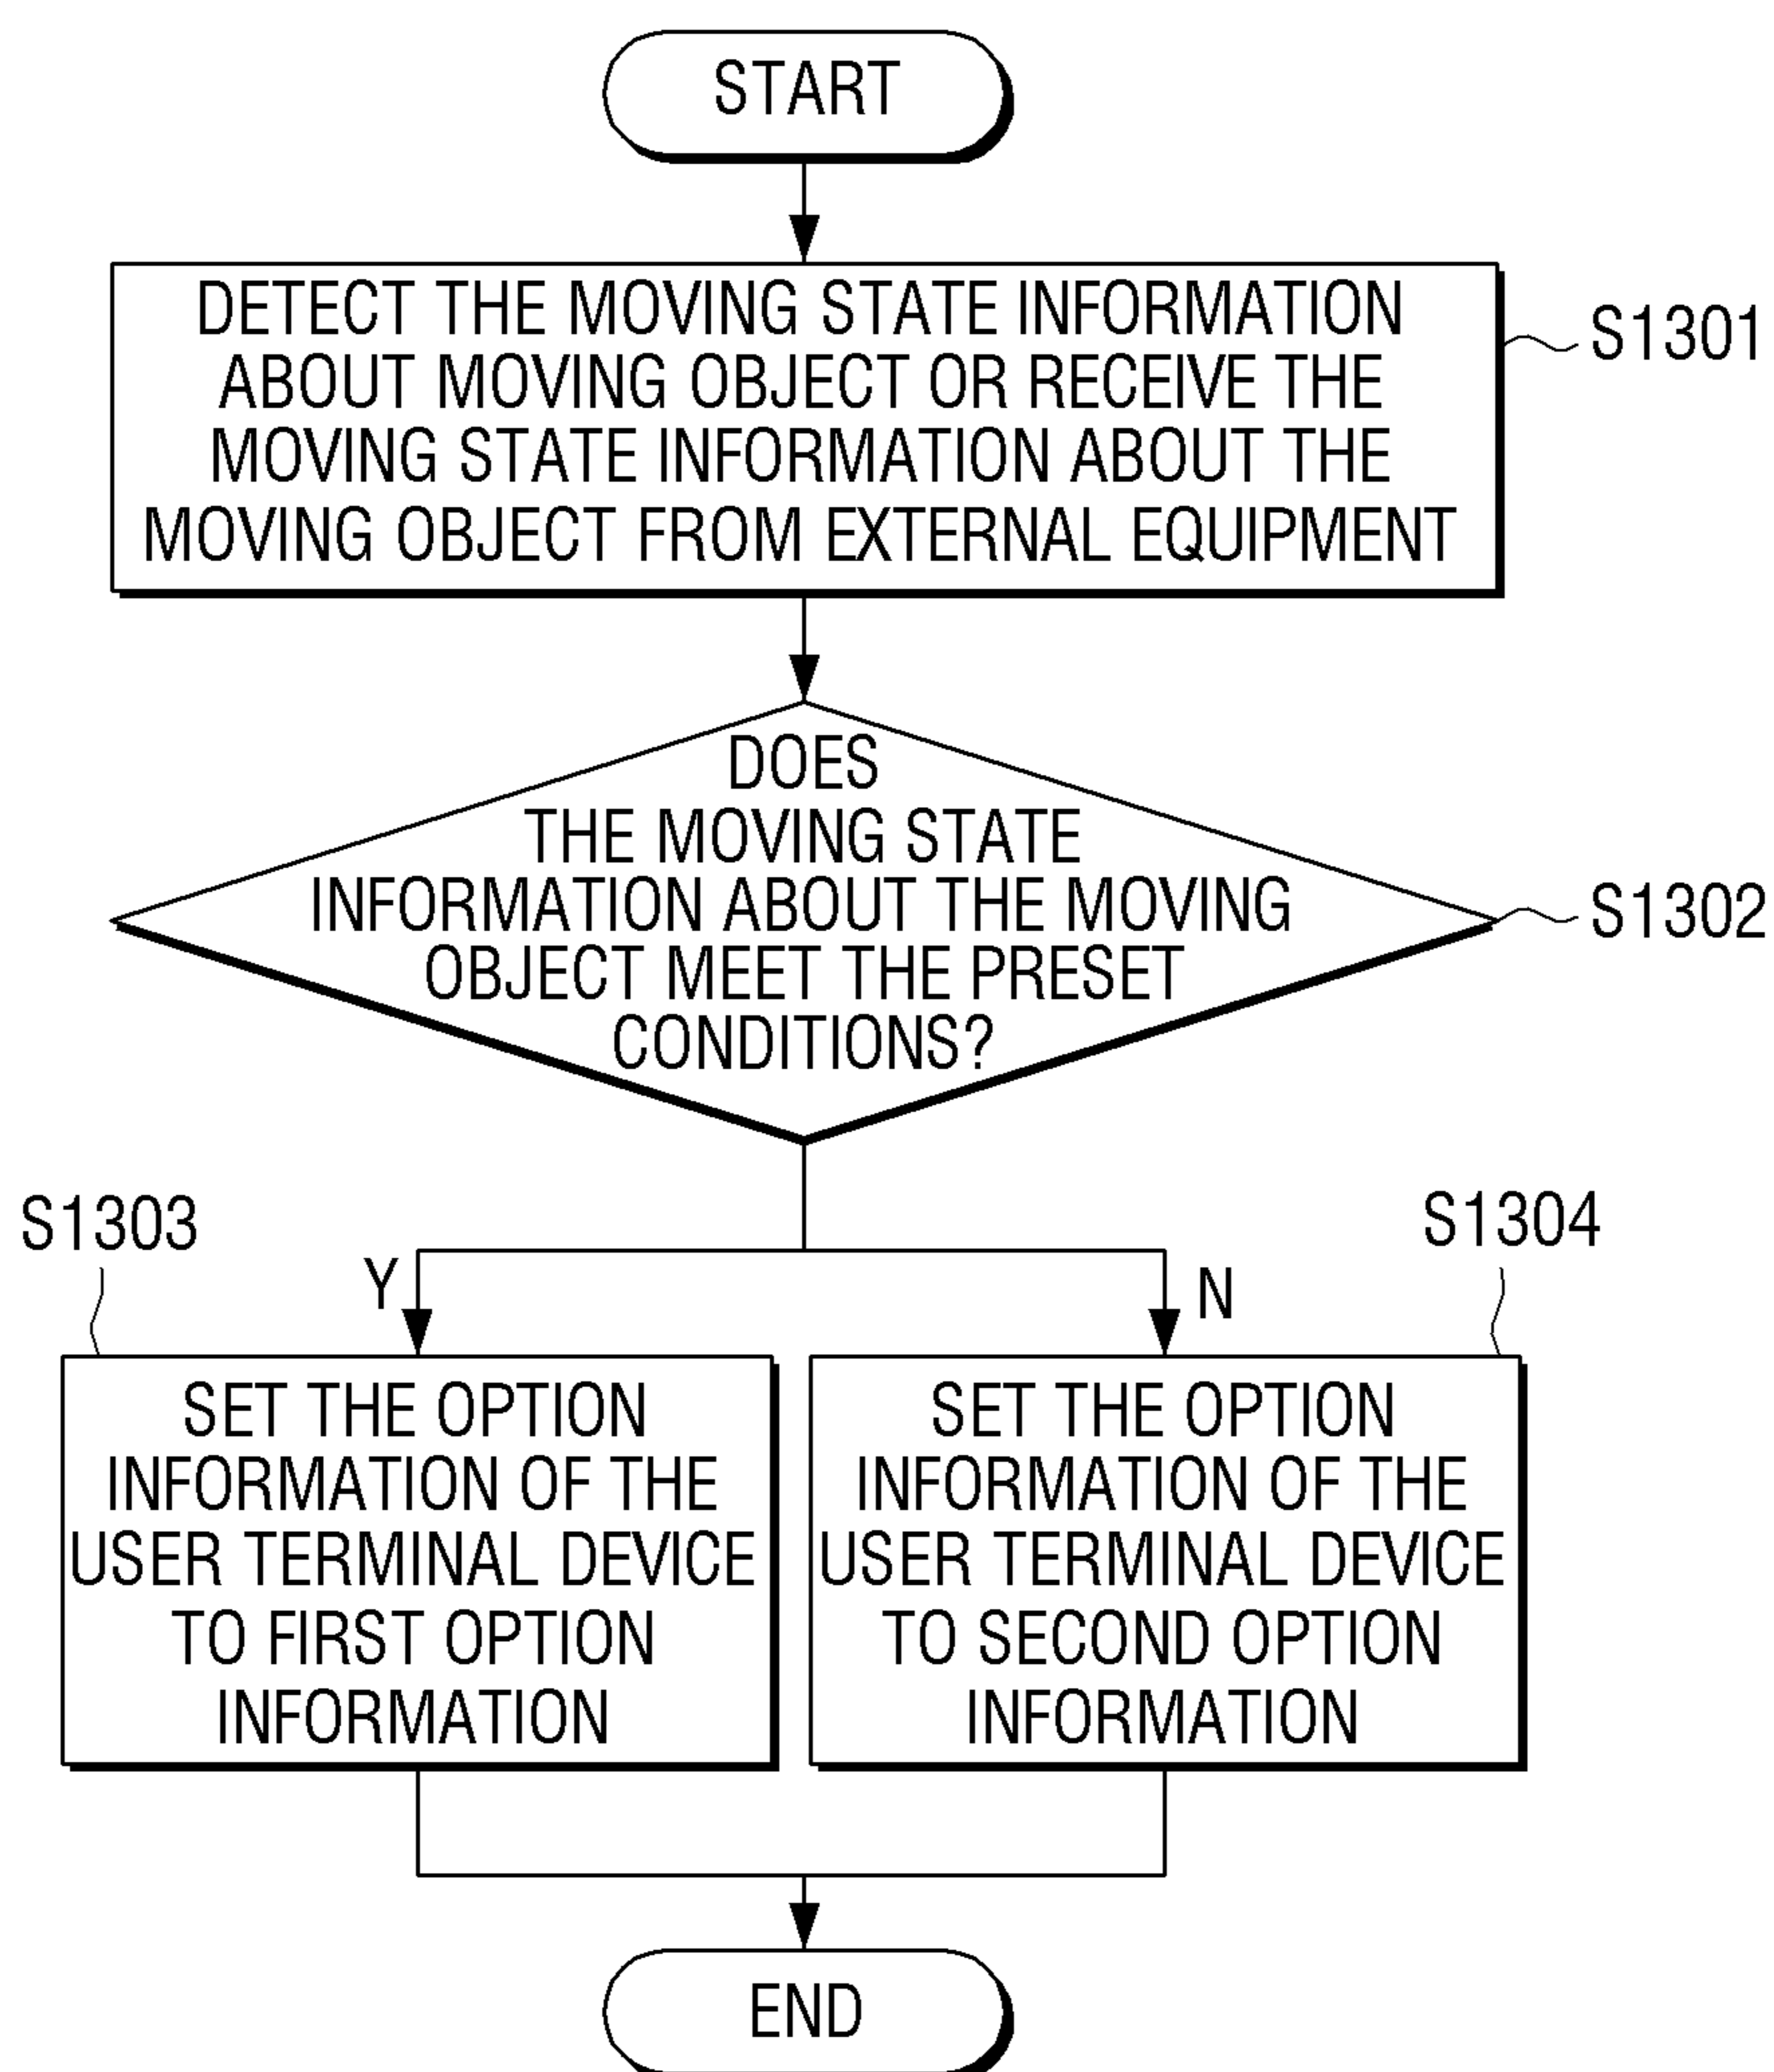 START
DETECT THE MOVING STATE INFORMATION
ABOUT MOVING OBJECT OR RECEIVE THE
MOVING STATE INFORMATION ABOUT THE
MOVING OBJECT FROM EXTERNAL EQUIPMENT
S1301
DOES
THE MOVING STATE
INFORMATION ABOUT THE MOVING
OBJECT MEET THE PRESET
CONDITIONS?
S1302
S1303
Y
SET THE OPTION
INFORMATION OF THE
USER TERMINAL DEVICE
TO FIRST OPTION
INFORMATION
S1304
N
SET THE OPTION
INFORMATION OF THE
USER TERMINAL DEVICE
TO SECOND OPTION
INFORMATION
END